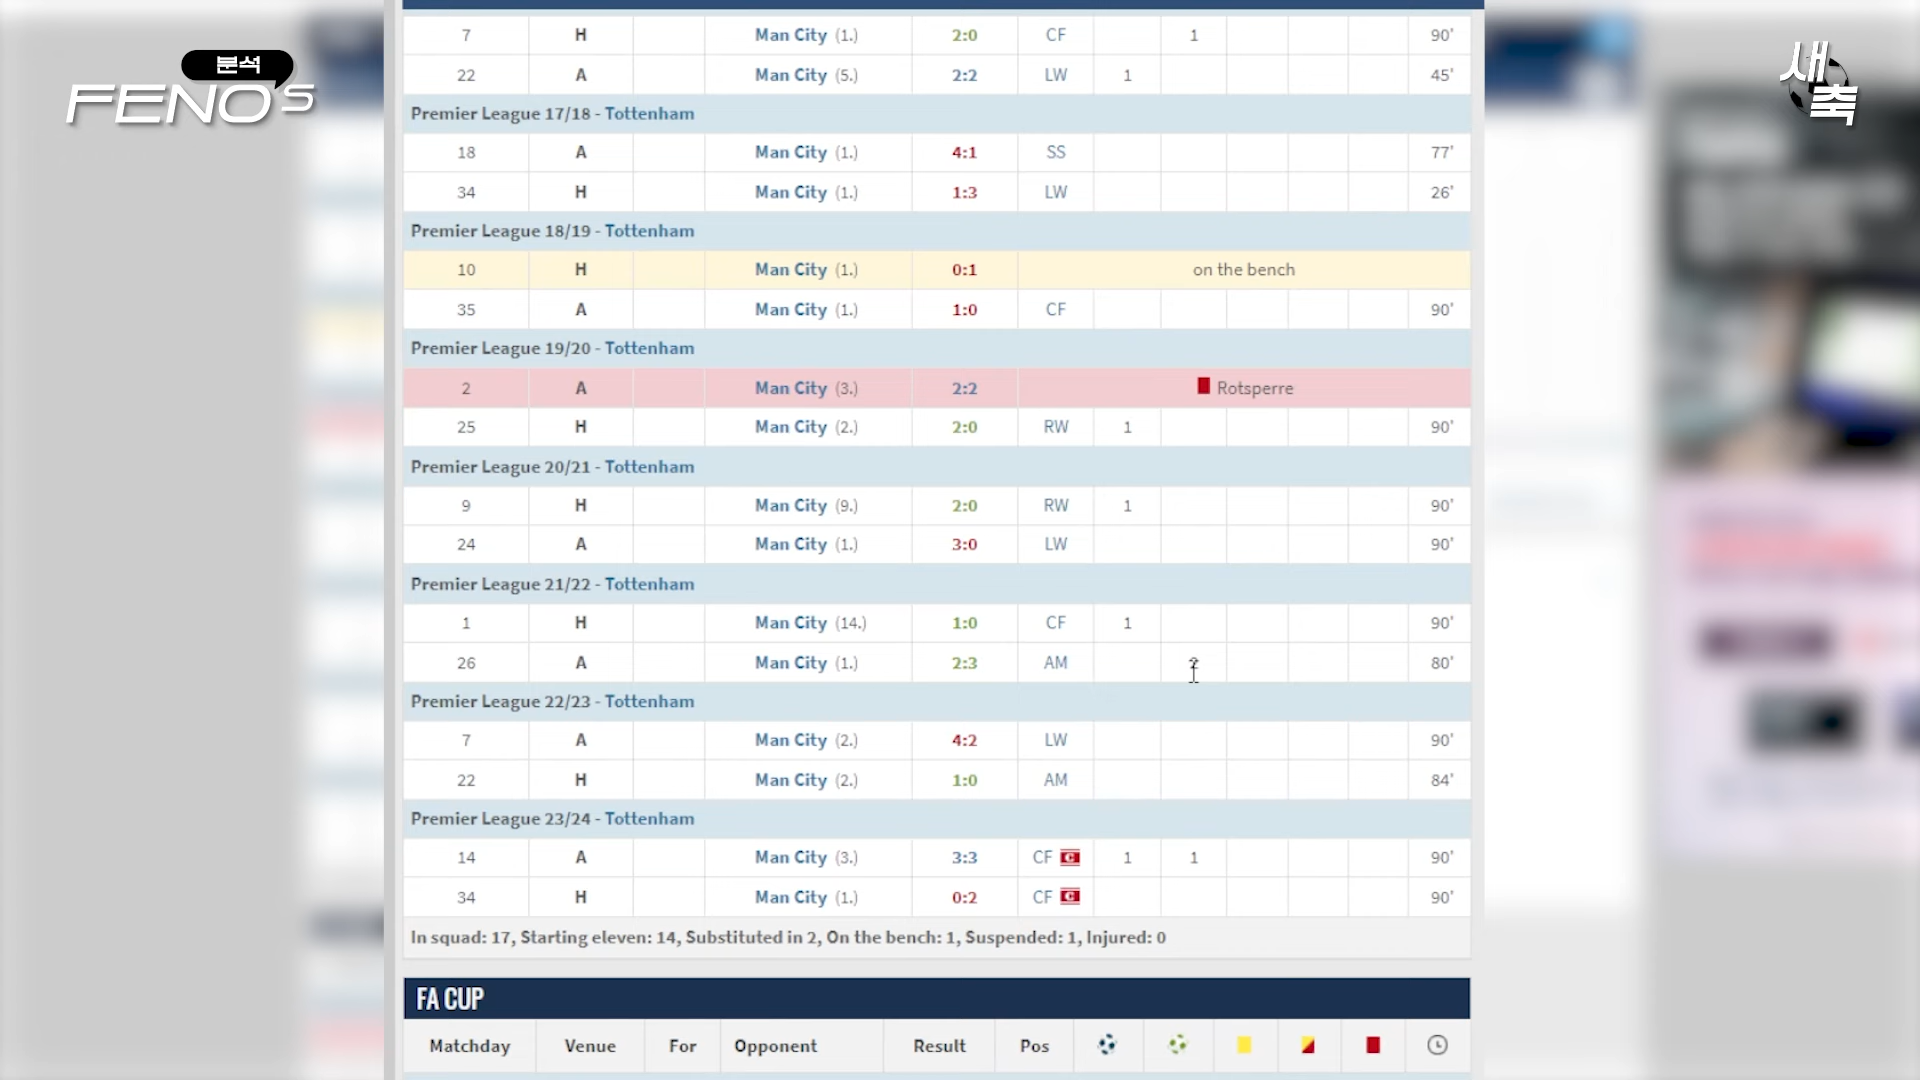 분석
FENO's
새축
7 H Man City (1.) 2:0 CF 1 90'
22 A Man City (5.) 2:2 LW 1 45'
Premier League 17/18 - Tottenham
18 A Man City (1.) 4:1 SS 77'
34 H Man City (1.) 1:3 LW 26'
Premier League 18/19 - Tottenham
10 H Man City (1.) 0:1 on the bench
35 A Man City (1.) 1:0 CF 90'
Premier League 19/20 - Tottenham
2 A Man City (3.) 2:2 Rotsperre
25 H Man City (2.) 2:0 RW 1 90'
Premier League 20/21 - Tottenham
9 H Man City (9.) 2:0 RW 1 90'
24 A Man City (1.) 3:0 LW 90'
Premier League 21/22 - Tottenham
1 H Man City (14.) 1:0 CF 1 90'
26 A Man City (1.) 2:3 AM 2 80'
Premier League 22/23 - Tottenham
7 A Man City (2.) 4:2 LW 90'
22 H Man City (2.) 1:0 AM 84'
Premier League 23/24 - Tottenham
14 A Man City (3.) 3:3 CF C 1 1 90'
34 H Man City (1.) 0:2 CF C 90'
In squad: 17, Starting eleven: 14, Substituted in 2, On the bench: 1, Suspended: 1, Injured: 0
FA CUP
Matchday Venue For Opponent Result Pos